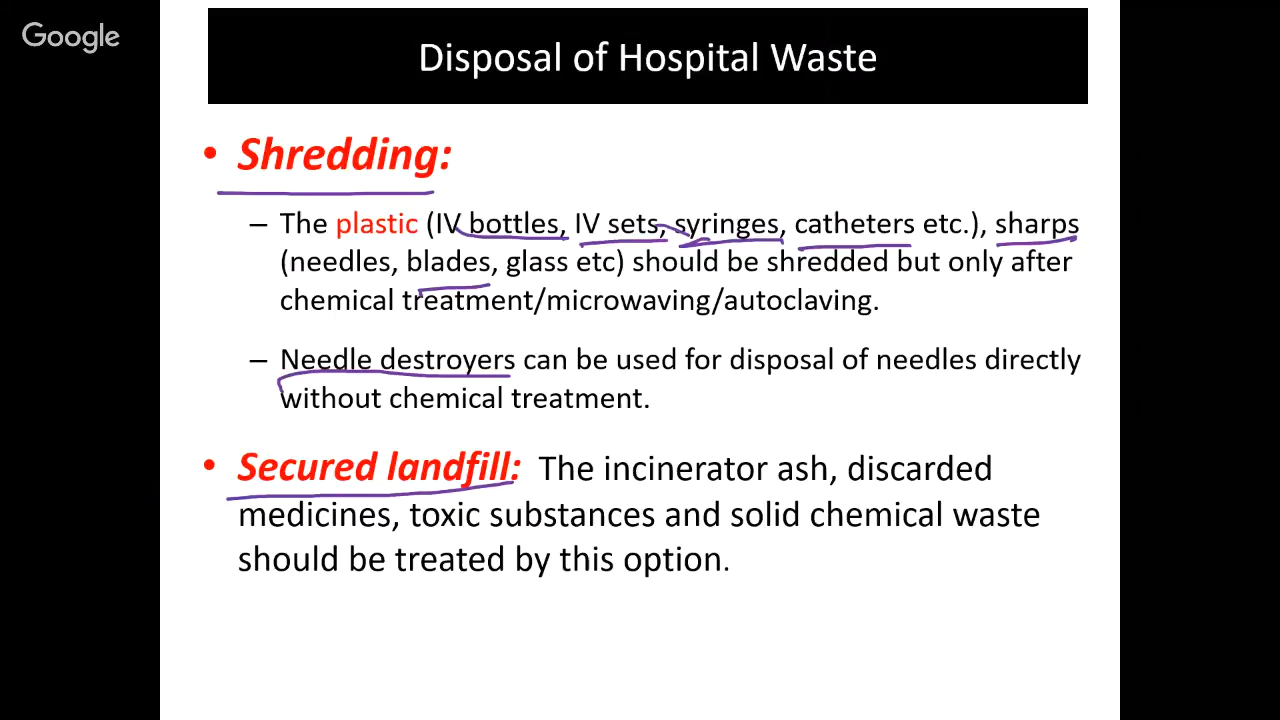 Google
Disposal of Hospital Waste
• Shredding:
– The plastic (IV bottles, IV sets, syringes, catheters etc.), sharps
(needles, blades, glass etc) should be shredded but only after
chemical treatment/microwaving/autoclaving.
– Needle destroyers can be used for disposal of needles directly
without chemical treatment.
• Secured landfill: The incinerator ash, discarded
medicines, toxic substances and solid chemical waste
should be treated by this option.